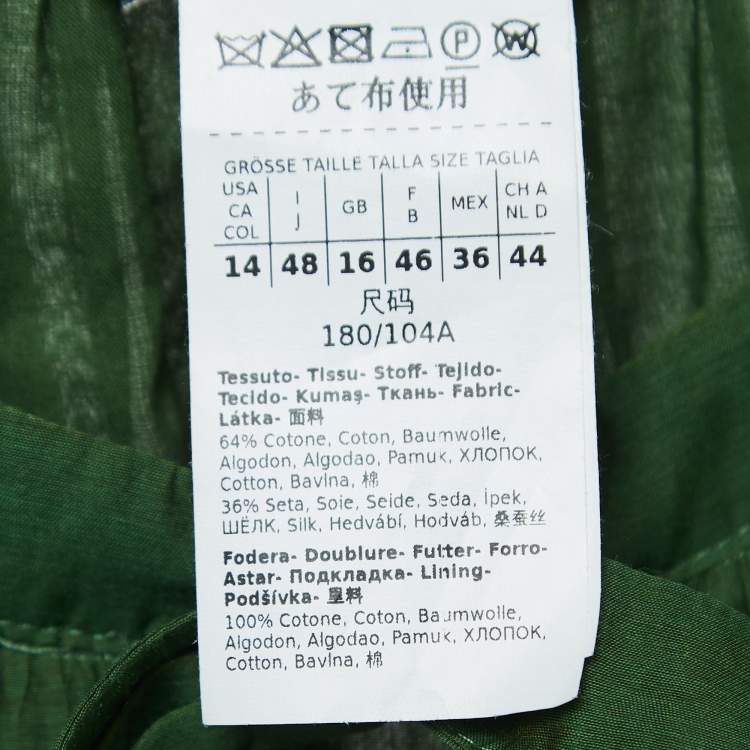 P W
あて布使用
GRÖSSE TAILLE TALLA SIZE TAGLIA
USA CA COL I J GB F B MEX CH A NL D
14 48 16 46 36 44
尺码
180/104A
Tessuto- Tissu- Stoff- Tejido-
Tecido- Kumaş- Ткань- Fabric-
Látka- 面料
64% Cotone, Coton, Baumwolle,
Algodon, Algodao, Pamuk, ХЛОПОК,
Cotton, Bavlna, 棉
36% Seta, Soie, Seide, Seda, İpek,
ШЁЛК, Silk, Hedvábí, Hodváb, 桑蚕丝
Fodera- Doublure- Futter- Forro-
Astar- Подкладка- Lining-
Podšívka- 里料
100% Cotone, Coton, Baumwolle,
Algodon, Algodao, Pamuk, ХЛОПОК,
Cotton, Bavlna, 棉